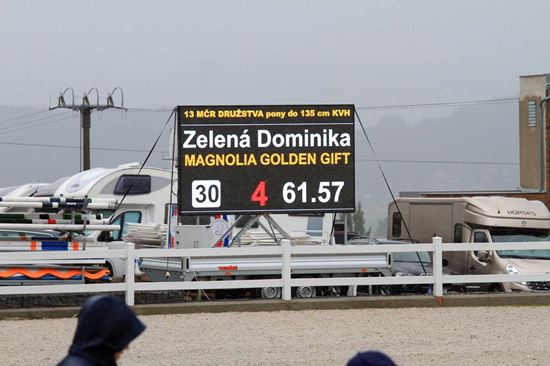 13 MČR DRUŽSTVA pony do 135 cm KVH
Zelená Dominika
MAGNOLIA GOLDEN GIFT
30 4 61.57
HORSES